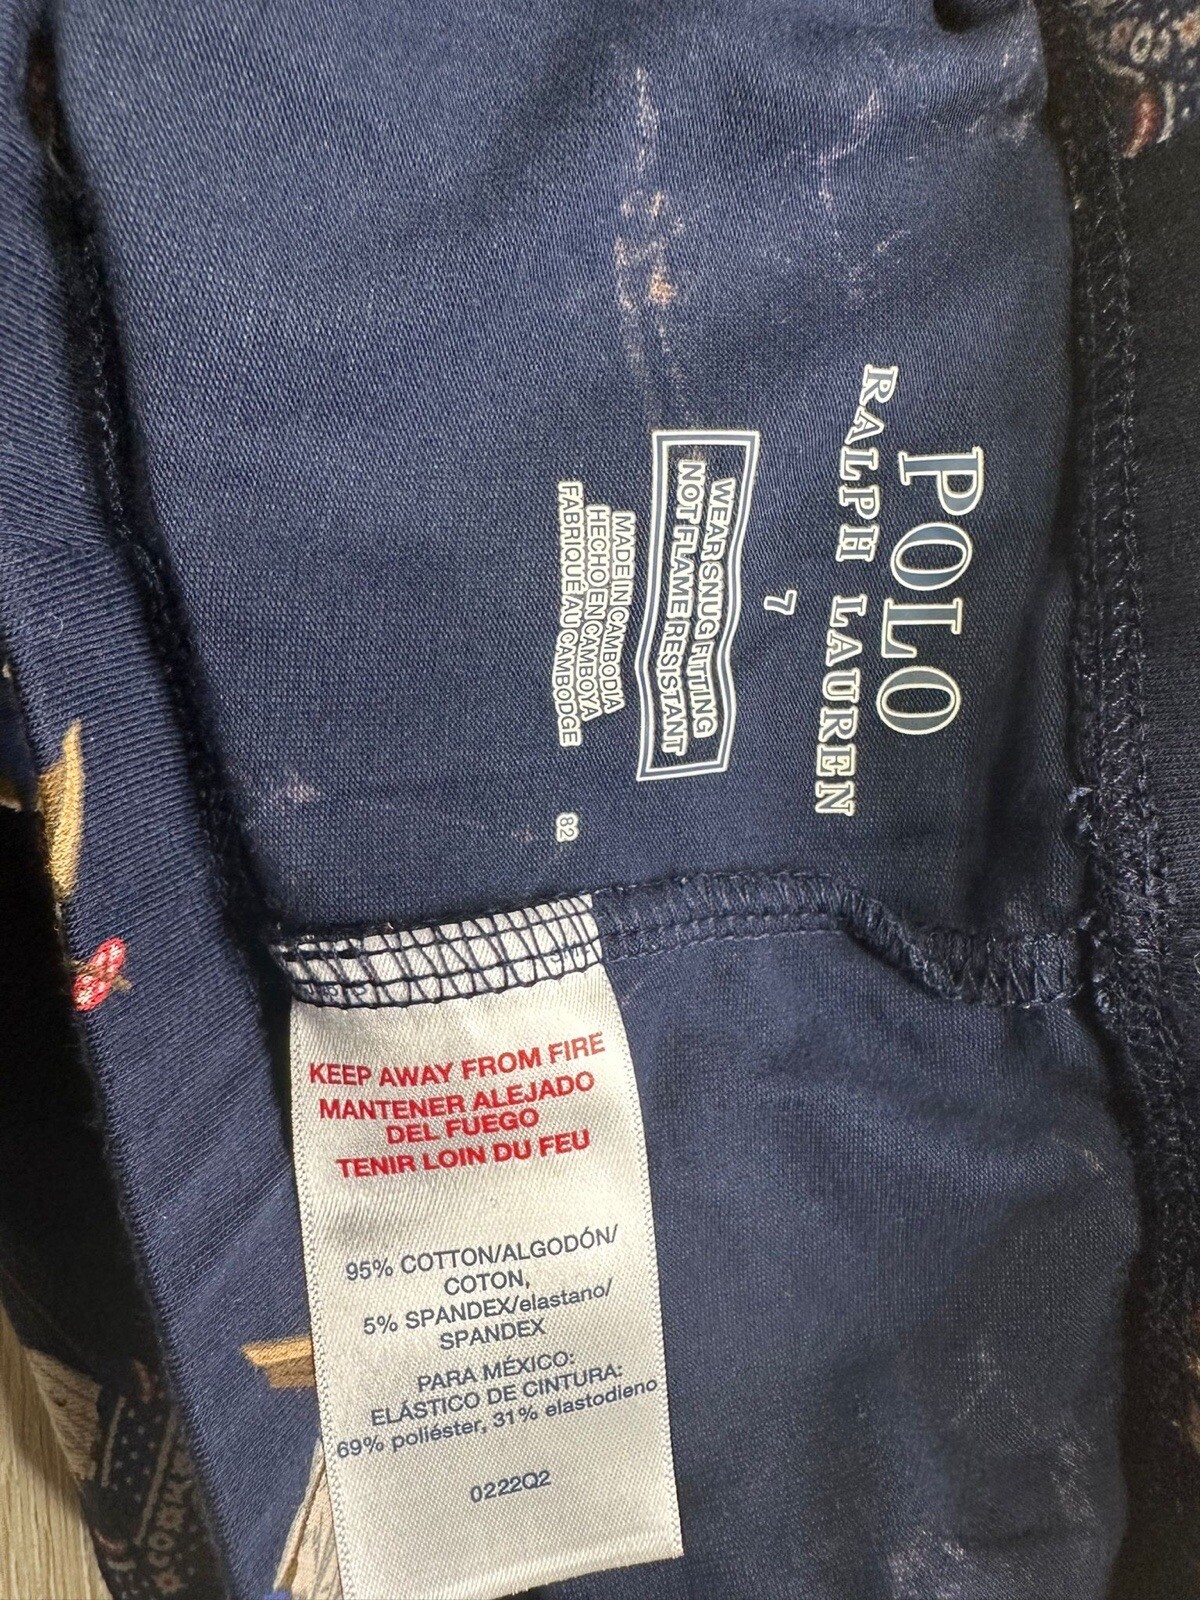 POLO
RALPH LAUREN
7
WEAR SNUG FITTING
NOT FLAME RESISTANT
MADE IN CAMBODIA
HECHO EN CAMBOYA
FABRIQUÉ AU CAMBODGE
82
KEEP AWAY FROM FIRE
MANTENER ALEJADO
DEL FUEGO
TENIR LOIN DU FEU
95% COTTON/ALGODÓN/
COTON,
5% SPANDEX/elastano/
SPANDEX
PARA MÉXICO:
ELÁSTICO DE CINTURA:
69% poliéster, 31% elastodieno
0222Q2